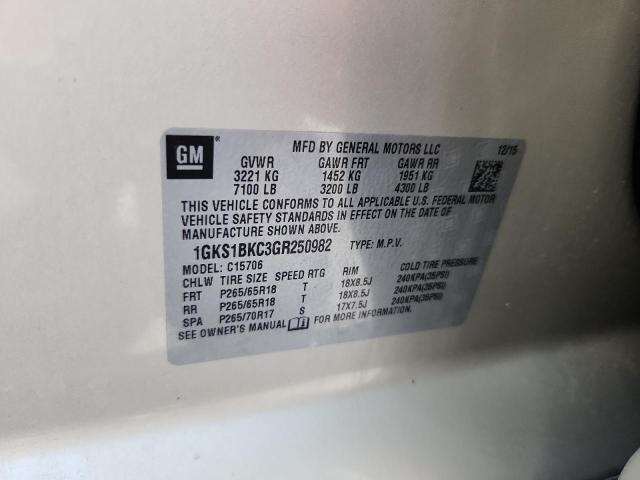 GM
MFD BY GENERAL MOTORS LLC 12/15
GVWR GAWR FRT GAWR RR
3221 KG 1452 KG 1951 KG
7100 LB 3200 LB 4300 LB
THIS VEHICLE CONFORMS TO ALL APPLICABLE U.S. FEDERAL MOTOR
VEHICLE SAFETY STANDARDS IN EFFECT ON THE DATE OF
MANUFACTURE SHOWN ABOVE.
1GKS1BKC3GR250982 TYPE: M.P.V.
MODEL: C15706
CHLW TIRE SIZE SPEED RTG RIM COLD TIRE PRESSURE
FRT P265/65R18 T 18X8.5J 240KPA(35PSI)
RR P265/65R18 T 18X8.5J 240KPA(35PSI)
SPA P265/70R17 S 17X7.5J 240KPA(35PSI)
SEE OWNER'S MANUAL FOR MORE INFORMATION.